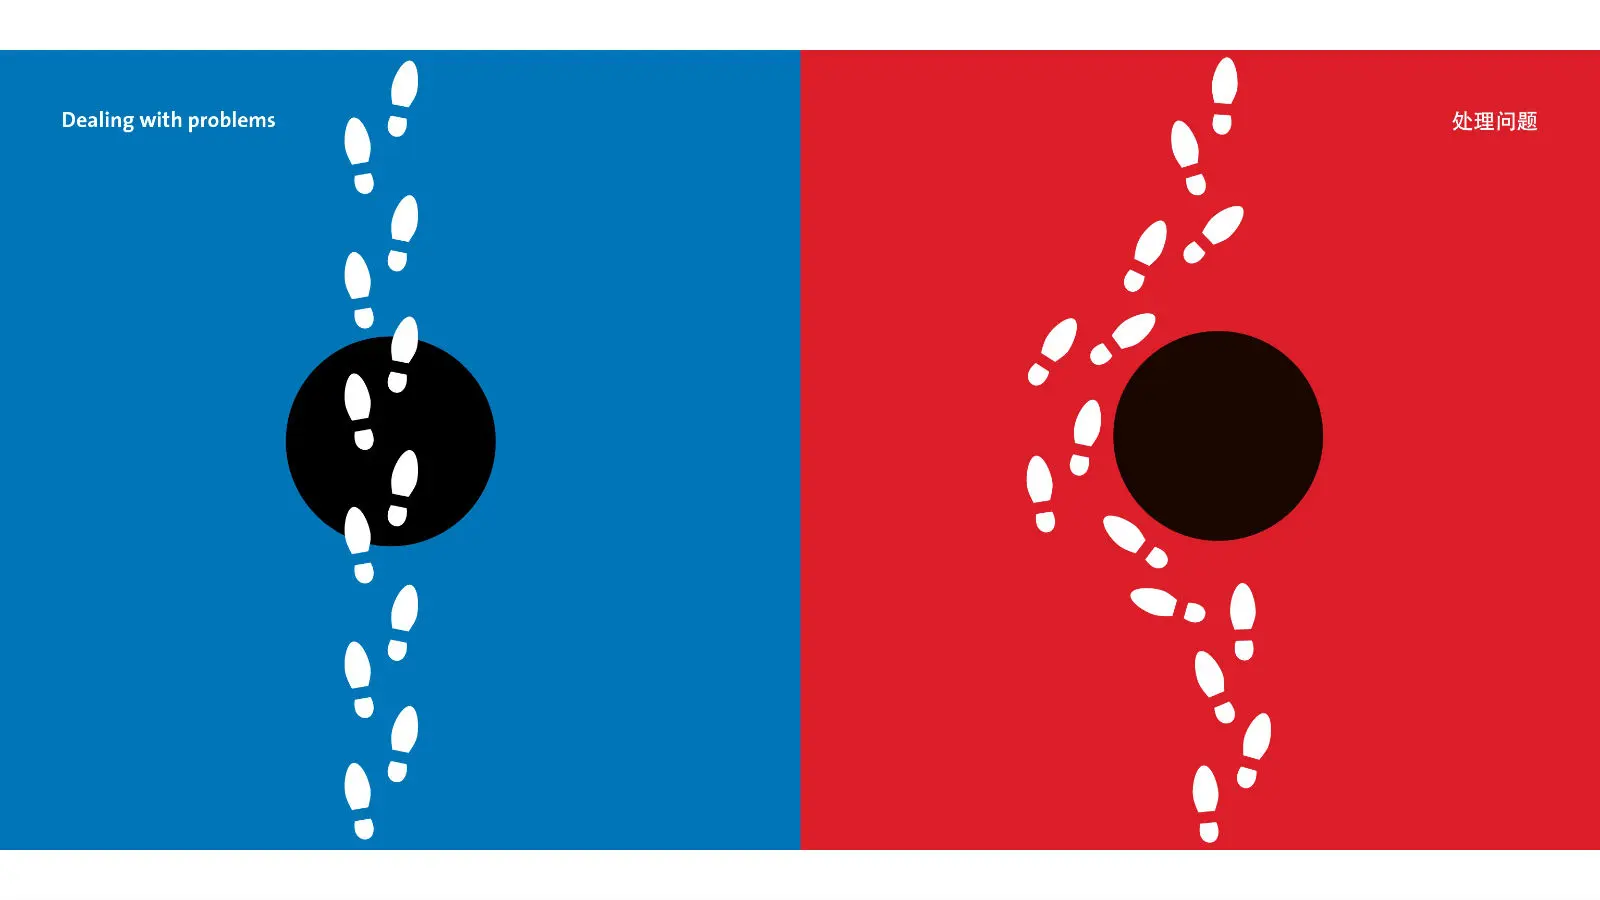 Dealing with problems
处理问题